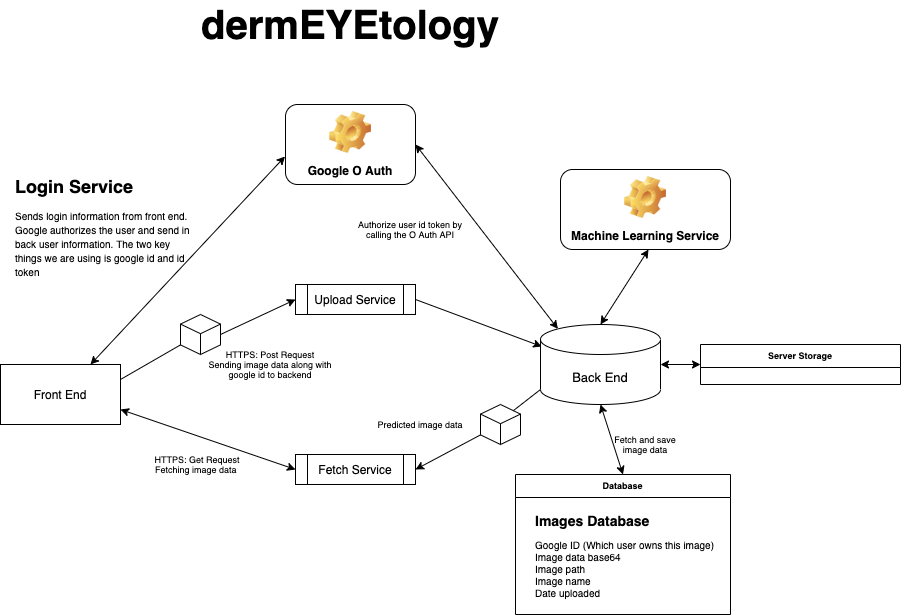 dermEYEtology
Google O Auth
Login Service
Sends login information from front end.
Google authorizes the user and send in
back user information. The two key
things we are using is google id and id
token
Authorize user id token by
calling the O Auth API
Machine Learning Service
Upload Service
HTTPS: Post Request
Sending image data along with
google id to backend
Front End
Back End
Server Storage
Predicted image data
HTTPS: Get Request
Fetching image data
Fetch Service
Fetch and save
image data
Database
Images Database
Google ID (Which user owns this image)
Image data base64
Image path
Image name
Date uploaded